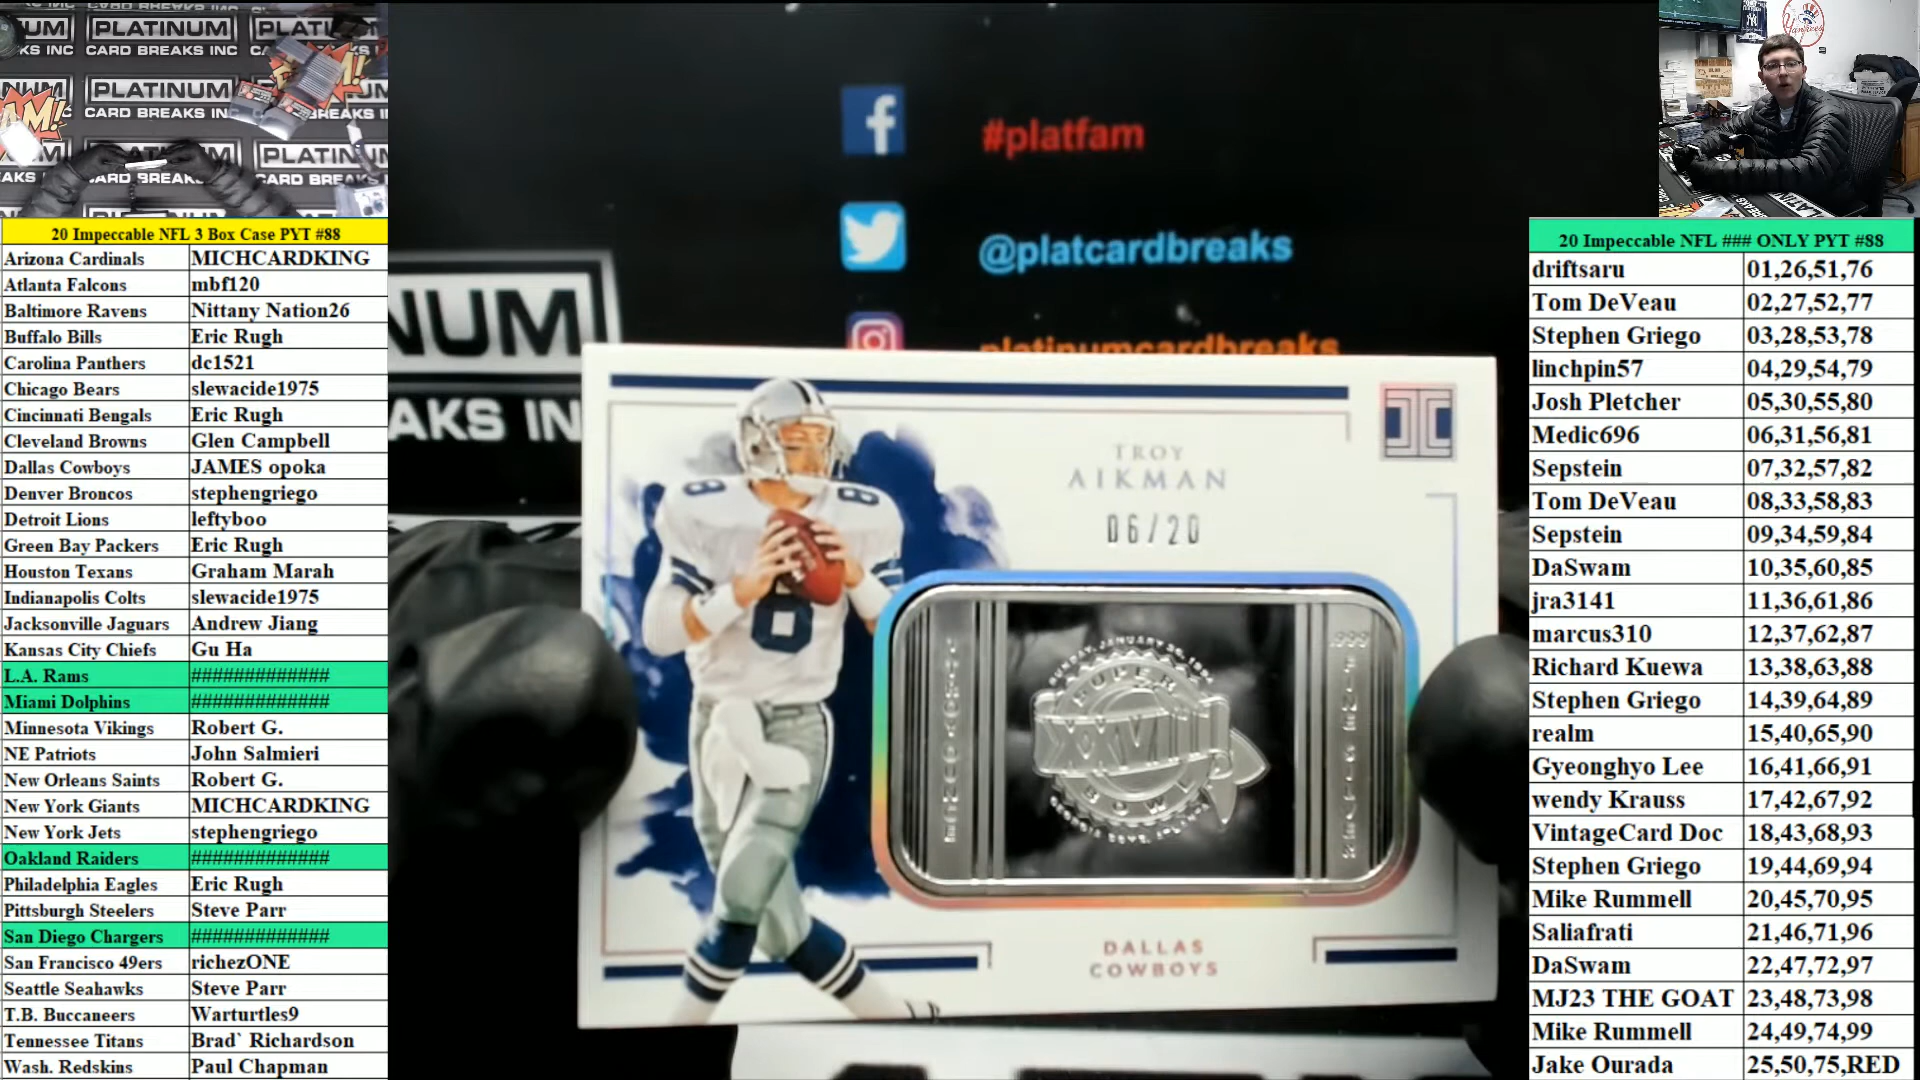 PLATINUM
CARD BREAKS INC
#platfam
@platcardbreaks
platinumcardbreaks
NUM
AKS IN
TROY
AIKMAN
06/20
SUPER
XXVIII
BOWL
.999
DALLAS
COWBOYS
Yankees
20 Impeccable NFL 3 Box Case PYT #88
Arizona Cardinals MICHCARDKING
Atlanta Falcons mbf120
Baltimore Ravens Nittany Nation26
Buffalo Bills Eric Rugh
Carolina Panthers dc1521
Chicago Bears slewacide1975
Cincinnati Bengals Eric Rugh
Cleveland Browns Glen Campbell
Dallas Cowboys JAMES opoka
Denver Broncos stephengriego
Detroit Lions leftyboo
Green Bay Packers Eric Rugh
Houston Texans Graham Marah
Indianapolis Colts slewacide1975
Jacksonville Jaguars Andrew Jiang
Kansas City Chiefs Gu Ha
L.A. Rams #############
Miami Dolphins #############
Minnesota Vikings Robert G.
NE Patriots John Salmieri
New Orleans Saints Robert G.
New York Giants MICHCARDKING
New York Jets stephengriego
Oakland Raiders #############
Philadelphia Eagles Eric Rugh
Pittsburgh Steelers Steve Parr
San Diego Chargers #############
San Francisco 49ers richezONE
Seattle Seahawks Steve Parr
T.B. Buccaneers Warturtles9
Tennessee Titans Brad` Richardson
Wash. Redskins Paul Chapman
20 Impeccable NFL ### ONLY PYT #88
driftsaru 01,26,51,76
Tom DeVeau 02,27,52,77
Stephen Griego 03,28,53,78
linchpin57 04,29,54,79
Josh Pletcher 05,30,55,80
Medic696 06,31,56,81
Sepstein 07,32,57,82
Tom DeVeau 08,33,58,83
Sepstein 09,34,59,84
DaSwam 10,35,60,85
jra3141 11,36,61,86
marcus310 12,37,62,87
Richard Kuewa 13,38,63,88
Stephen Griego 14,39,64,89
realm 15,40,65,90
Gyeonghyo Lee 16,41,66,91
wendy Krauss 17,42,67,92
VintageCard Doc 18,43,68,93
Stephen Griego 19,44,69,94
Mike Rummell 20,45,70,95
Saliafrati 21,46,71,96
DaSwam 22,47,72,97
MJ23 THE GOAT 23,48,73,98
Mike Rummell 24,49,74,99
Jake Ourada 25,50,75,RED